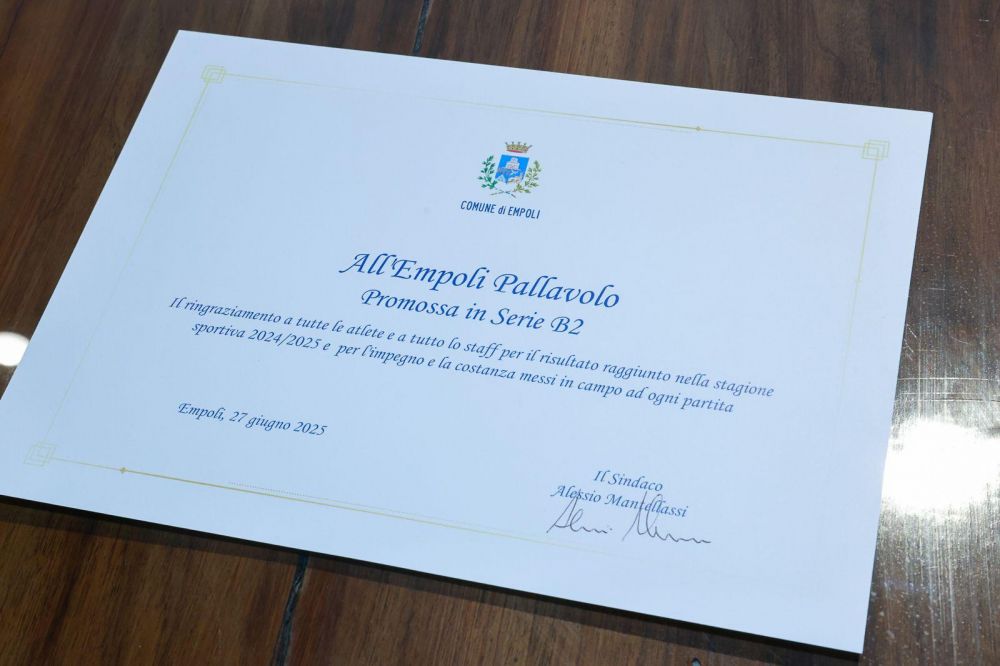 COMUNE di EMPOLI
All'Empoli Pallavolo
Promossa in Serie B2
Il ringraziamento a tutte le atlete e a tutto lo staff per il risultato raggiunto nella stagione
sportiva 2024/2025 e per l'impegno e la costanza messi in campo ad ogni partita
Empoli, 27 giugno 2025
Il Sindaco
Alessio Mantellassi